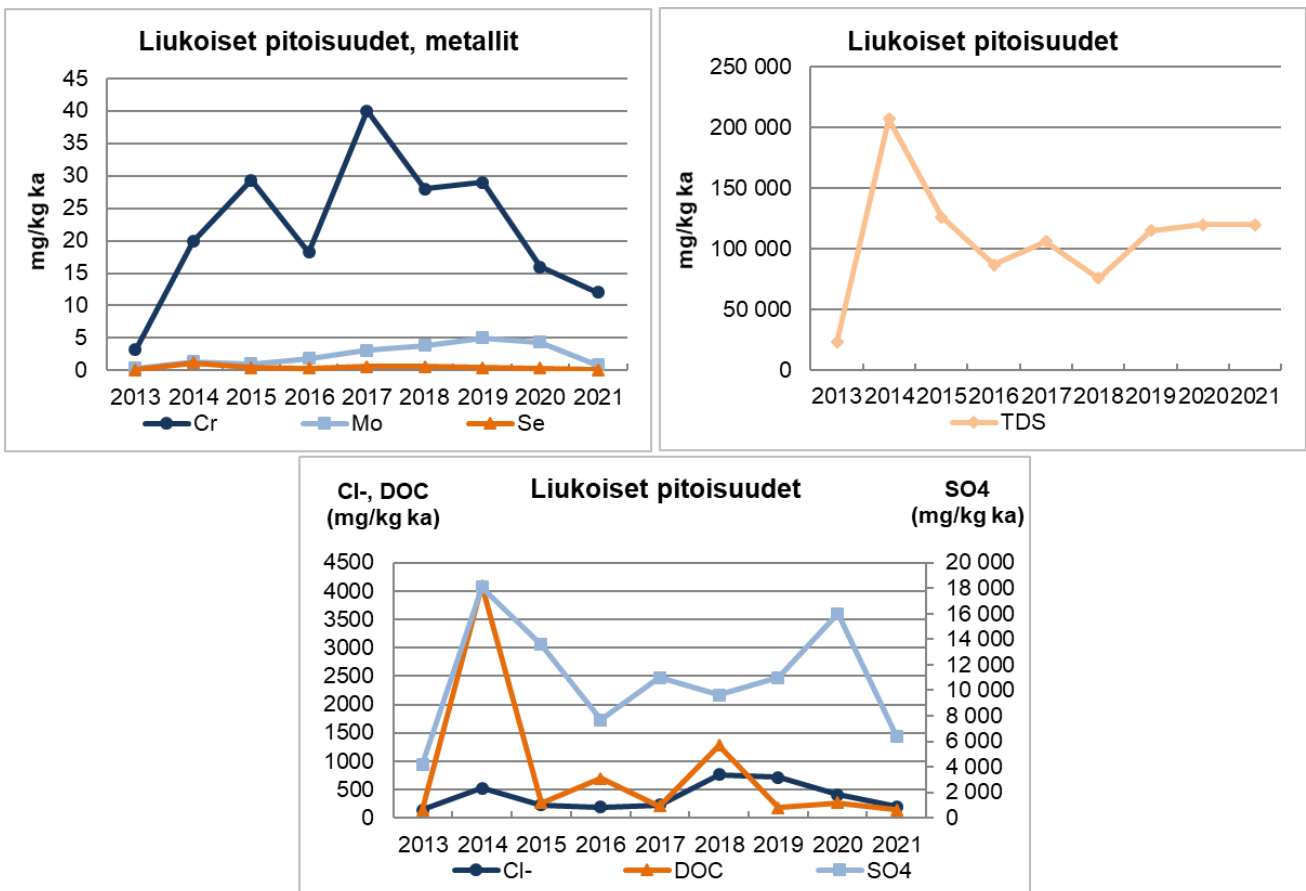 Liukoiset pitoisuudet, metallit
mg/kg ka
45
40
35
30
25
20
15
10
5
0
2013 2014 2015 2016 2017 2018 2019 2020 2021
Cr Mo Se
Liukoiset pitoisuudet
mg/kg ka
250 000
200 000
150 000
100 000
50 000
0
2013 2014 2015 2016 2017 2018 2019 2020 2021
TDS
Liukoiset pitoisuudet
Cl-, DOC
(mg/kg ka)
SO4
(mg/kg ka)
4500
4000
3500
3000
2500
2000
1500
1000
500
0
20 000
18 000
16 000
14 000
12 000
10 000
8 000
6 000
4 000
2 000
0
2013 2014 2015 2016 2017 2018 2019 2020 2021
Cl- DOC SO4